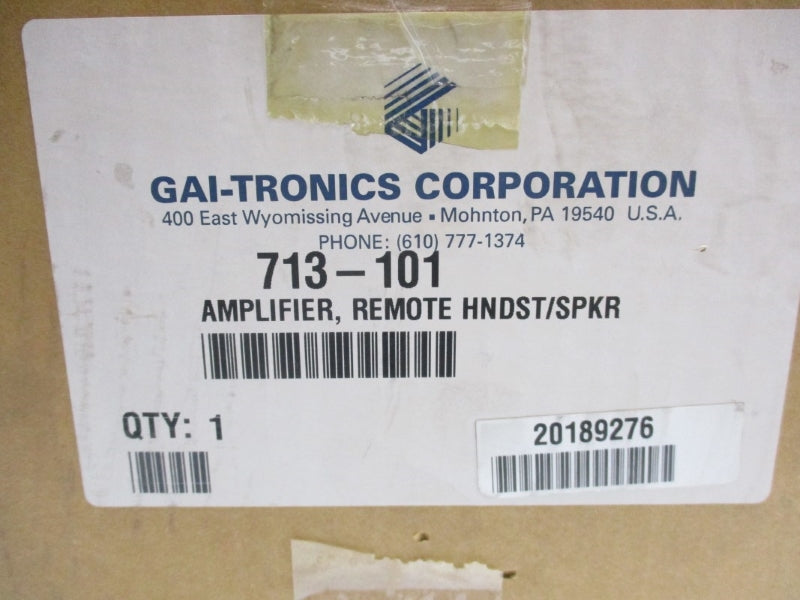 GAI-TRONICS CORPORATION
400 East Wyomissing Avenue ▪ Mohnton, PA 19540 U.S.A.
PHONE: (610) 777-1374
713-101
AMPLIFIER, REMOTE HNDST/SPKR
QTY: 1
20189276